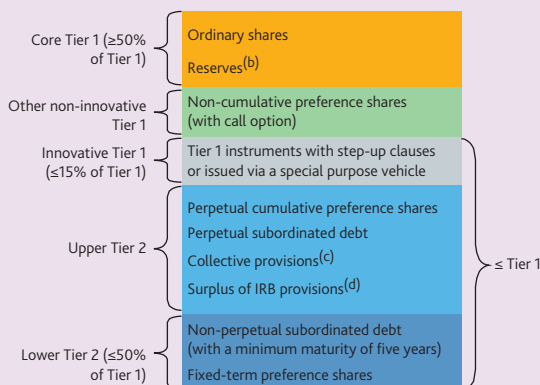 Core Tier 1 (≥50%
of Tier 1)
Ordinary shares
Reserves(b)
Other non-innovative
Tier 1
Non-cumulative preference shares
(with call option)
Innovative Tier 1
(≤15% of Tier 1)
Tier 1 instruments with step-up clauses
or issued via a special purpose vehicle
Upper Tier 2
Perpetual cumulative preference shares
Perpetual subordinated debt
Collective provisions(c)
Surplus of IRB provisions(d)
≤ Tier 1
Lower Tier 2 (≤50%
of Tier 1)
Non-perpetual subordinated debt
(with a minimum maturity of five years)
Fixed-term preference shares